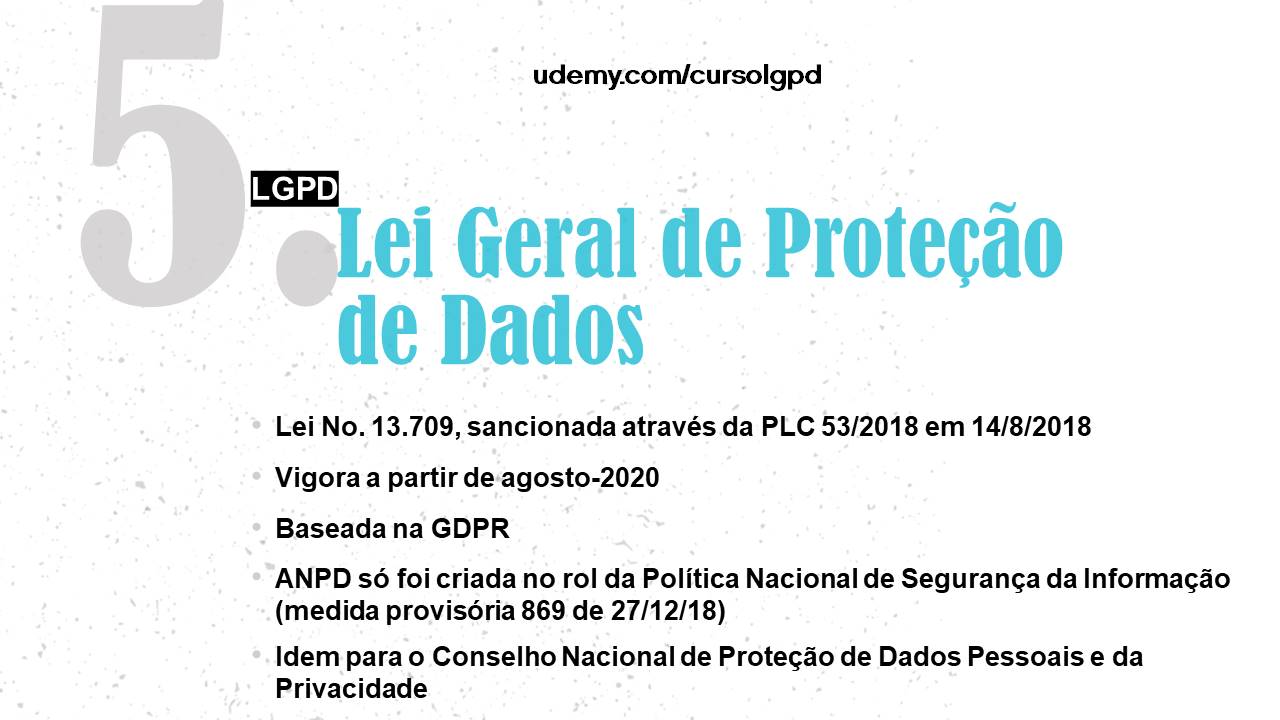 5.
udemy.com/cursolgpd
LGPD
Lei Geral de Proteção
de Dados
• Lei No. 13.709, sancionada através da PLC 53/2018 em 14/8/2018
• Vigora a partir de agosto-2020
• Baseada na GDPR
• ANPD só foi criada no rol da Política Nacional de Segurança da Informação
(medida provisória 869 de 27/12/18)
• Idem para o Conselho Nacional de Proteção de Dados Pessoais e da
Privacidade